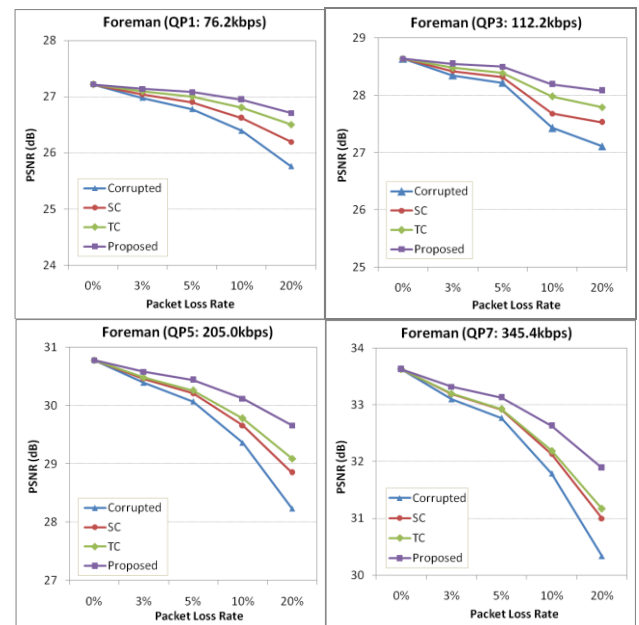 Foreman (QP1: 76.2kbps)
28
27
26
25
24
PSNR (dB)
Corrupted
SC
TC
Proposed
0% 3% 5% 10% 20%
Packet Loss Rate
Foreman (QP3: 112.2kbps)
29
28
27
26
25
PSNR (dB)
Corrupted
SC
TC
Proposed
0% 3% 5% 10% 20%
Packet Loss Rate
Foreman (QP5: 205.0kbps)
31
30
29
28
27
PSNR (dB)
Corrupted
SC
TC
Proposed
0% 3% 5% 10% 20%
Packet Loss Rate
Foreman (QP7: 345.4kbps)
34
33
32
31
30
PSNR (dB)
Corrupted
SC
TC
Proposed
0% 3% 5% 10% 20%
Packet Loss Rate